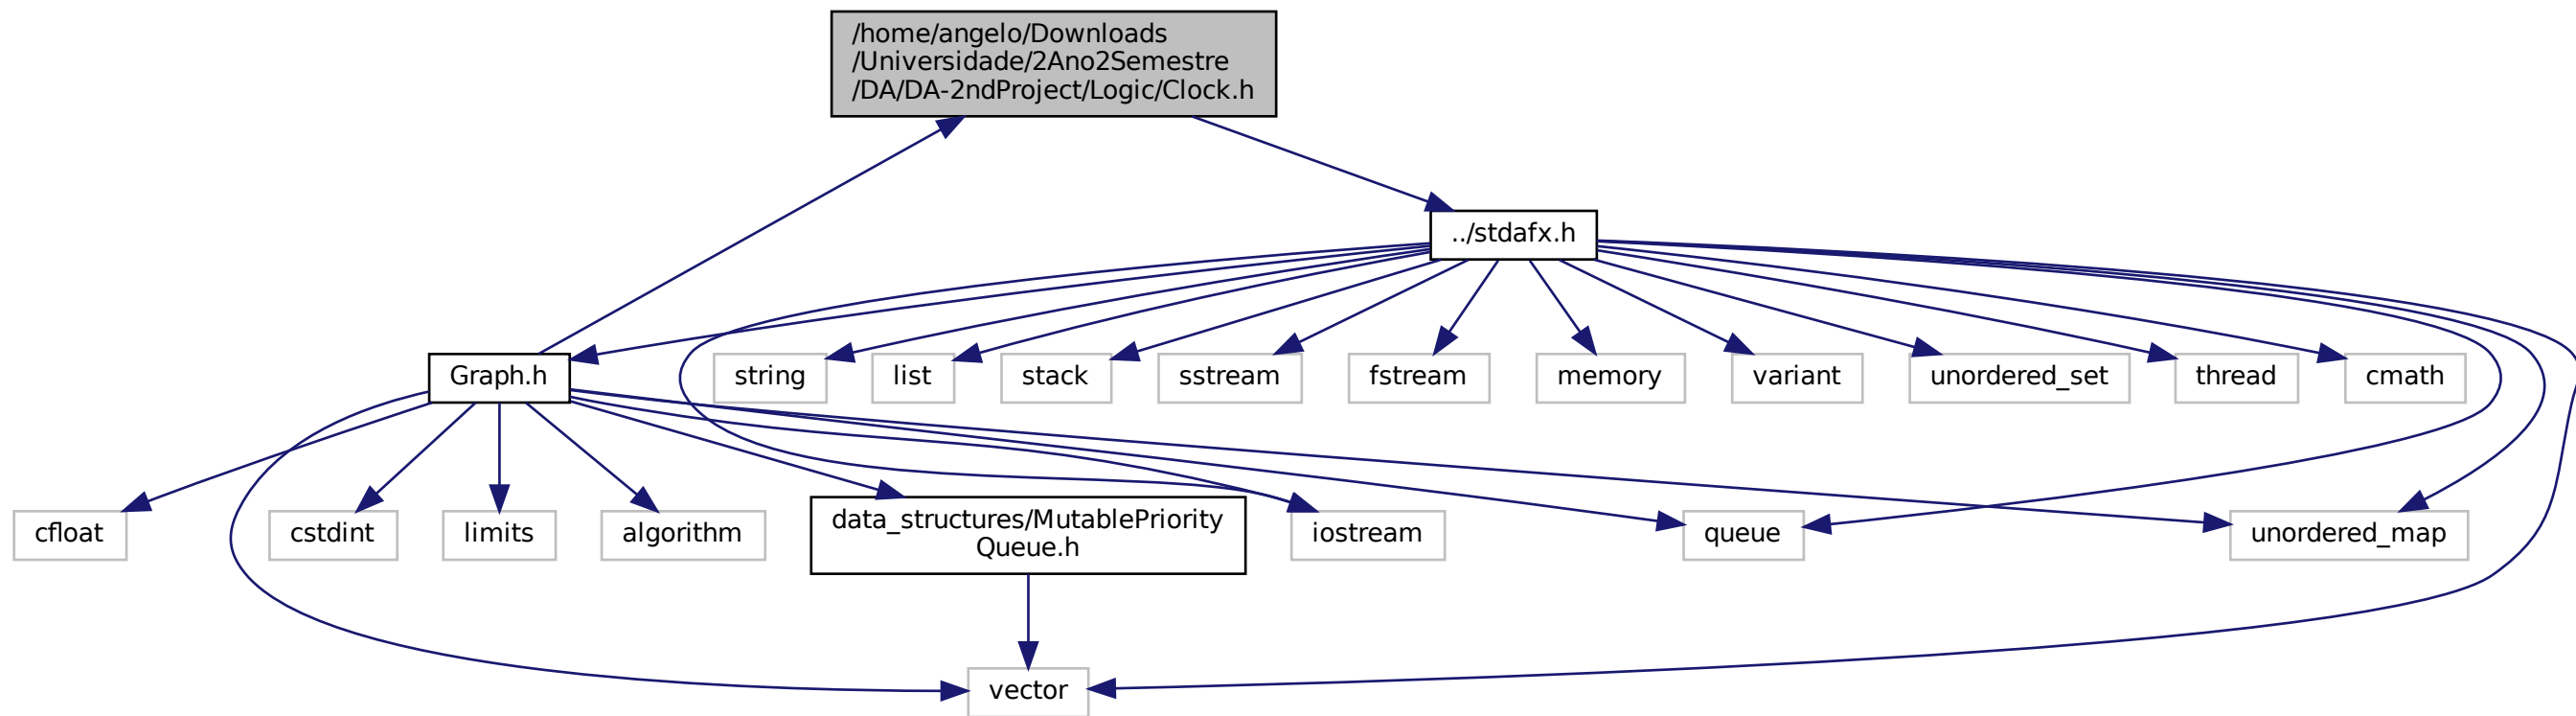 /home/angelo/Downloads
/Universidade/2Ano2Semestre
/DA/DA-2ndProject/Logic/Clock.h
../stdafx.h
Graph.h
string
list
stack
sstream
fstream
memory
variant
unordered_set
thread
cmath
cfloat
cstdint
limits
algorithm
data_structures/MutablePriority
Queue.h
iostream
queue
unordered_map
vector